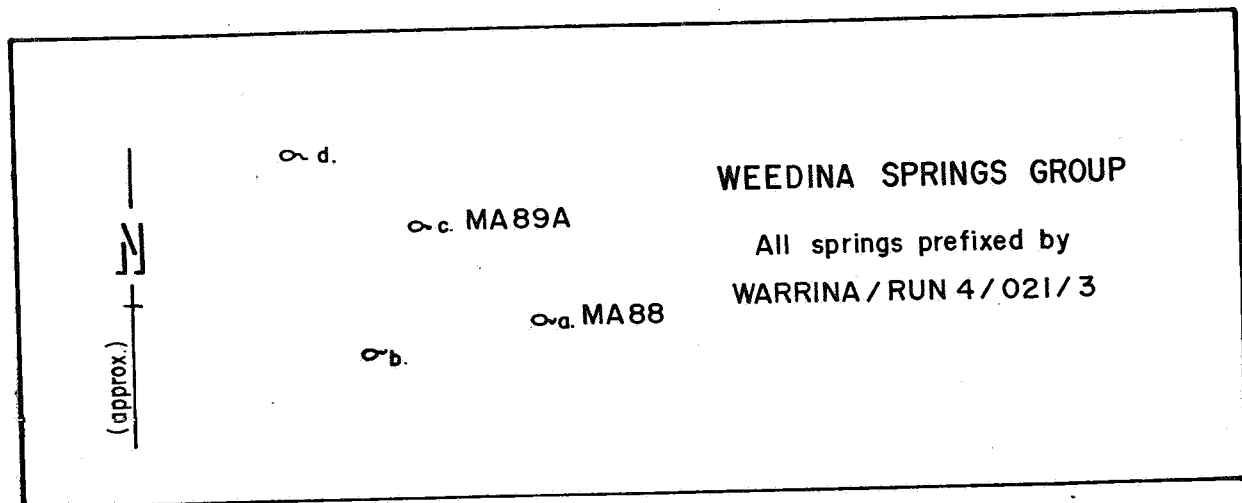 d.
WEEDINA SPRINGS GROUP
c. MA89A
All springs prefixed by
N
WARRINA / RUN 4 / 021 / 3
a. MA88
b.
(approx.)